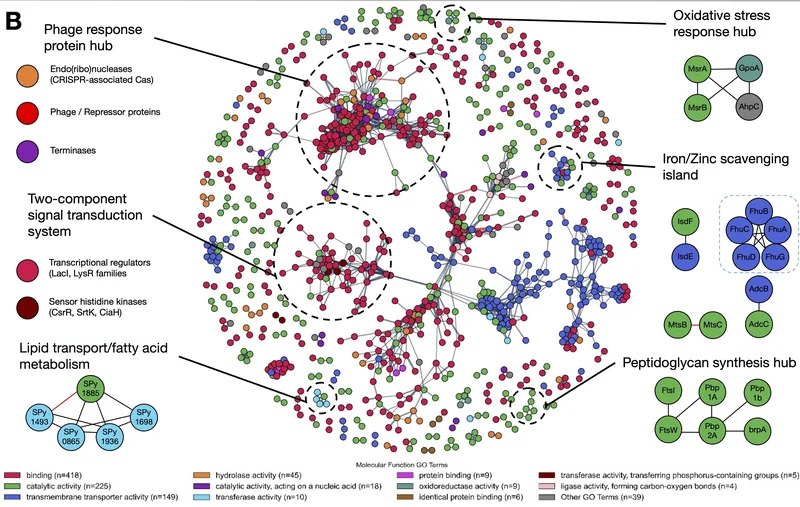 B
Phage response
protein hub
Endo(ribo)nucleases
(CRISPR-associated Cas)
Phage / Repressor proteins
Terminases
Two-component
signal transduction
system
Transcriptional regulators
(LacI, LysR families
Sensor histidine kinases
(CsrR, SrtK, CiaH)
Lipid transport/fatty acid
metabolism
SPy
1885
SPy
1493
SPy
1698
SPy
0865
SPy
1936
Oxidative stress
response hub
MsrA
GpoA
MsrB
AhpC
Iron/Zinc scavenging
island
IsdF
IsdE
FhuB
FhuC
FhuA
FhuD
FhuG
AdcB
AdcC
MtsB
MtsC
Peptidoglycan synthesis hub
FtsI
Pbp
1A
Pbp
1b
FtsW
Pbp
2A
brpA
Molecular Function GO Terms
binding (n=418)
catalytic activity (n=225)
transmembrane transporter activity (n=149)
hydrolase activity (n=45)
catalytic activity, acting on a nucleic acid (n=18)
transferase activity (n=10)
protein binding (n=9)
oxidoreductase activity (n=9)
identical protein binding (n=6)
transferase activity, transferring phosphorus-containing groups (n=5)
ligase activity, forming carbon-oxygen bonds (n=4)
Other GO Terms (n=39)